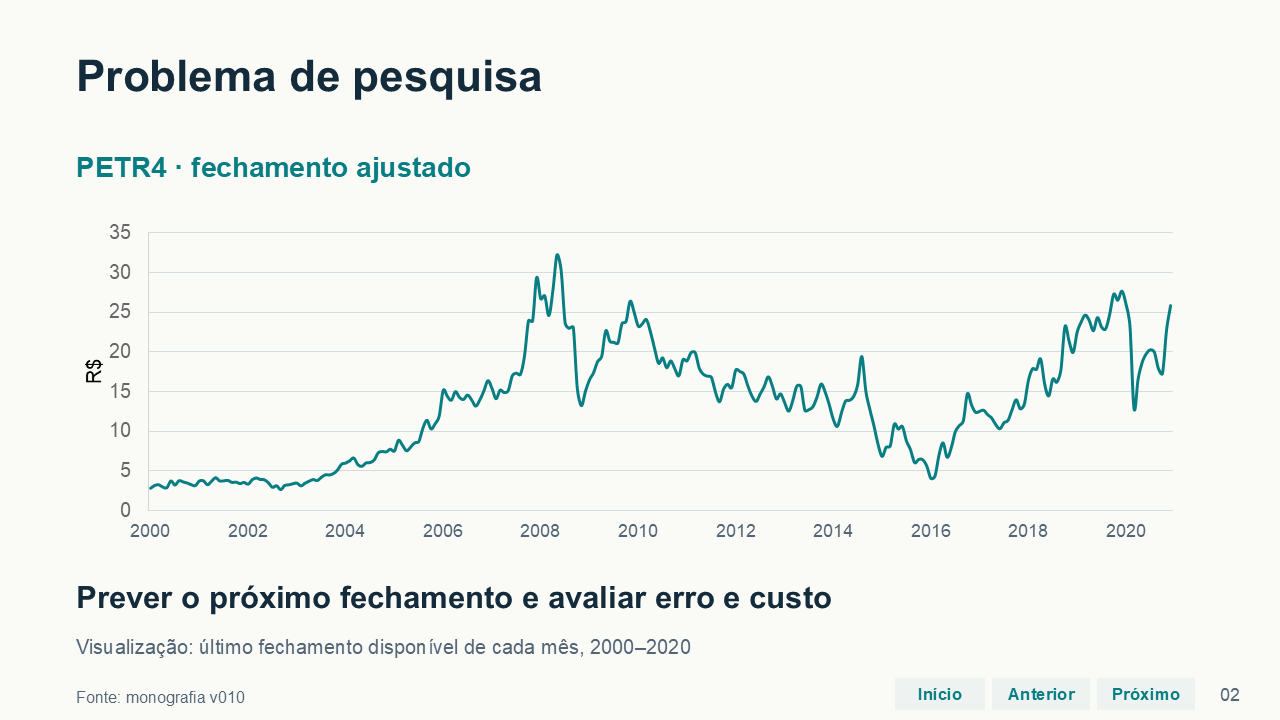 Problema de pesquisa
PETR4 · fechamento ajustado
35
30
25
20
15
10
5
0
R$
2000 2002 2004 2006 2008 2010 2012 2014 2016 2018 2020
Prever o próximo fechamento e avaliar erro e custo
Visualização: último fechamento disponível de cada mês, 2000–2020
Fonte: monografia v010
Início Anterior Próximo 02